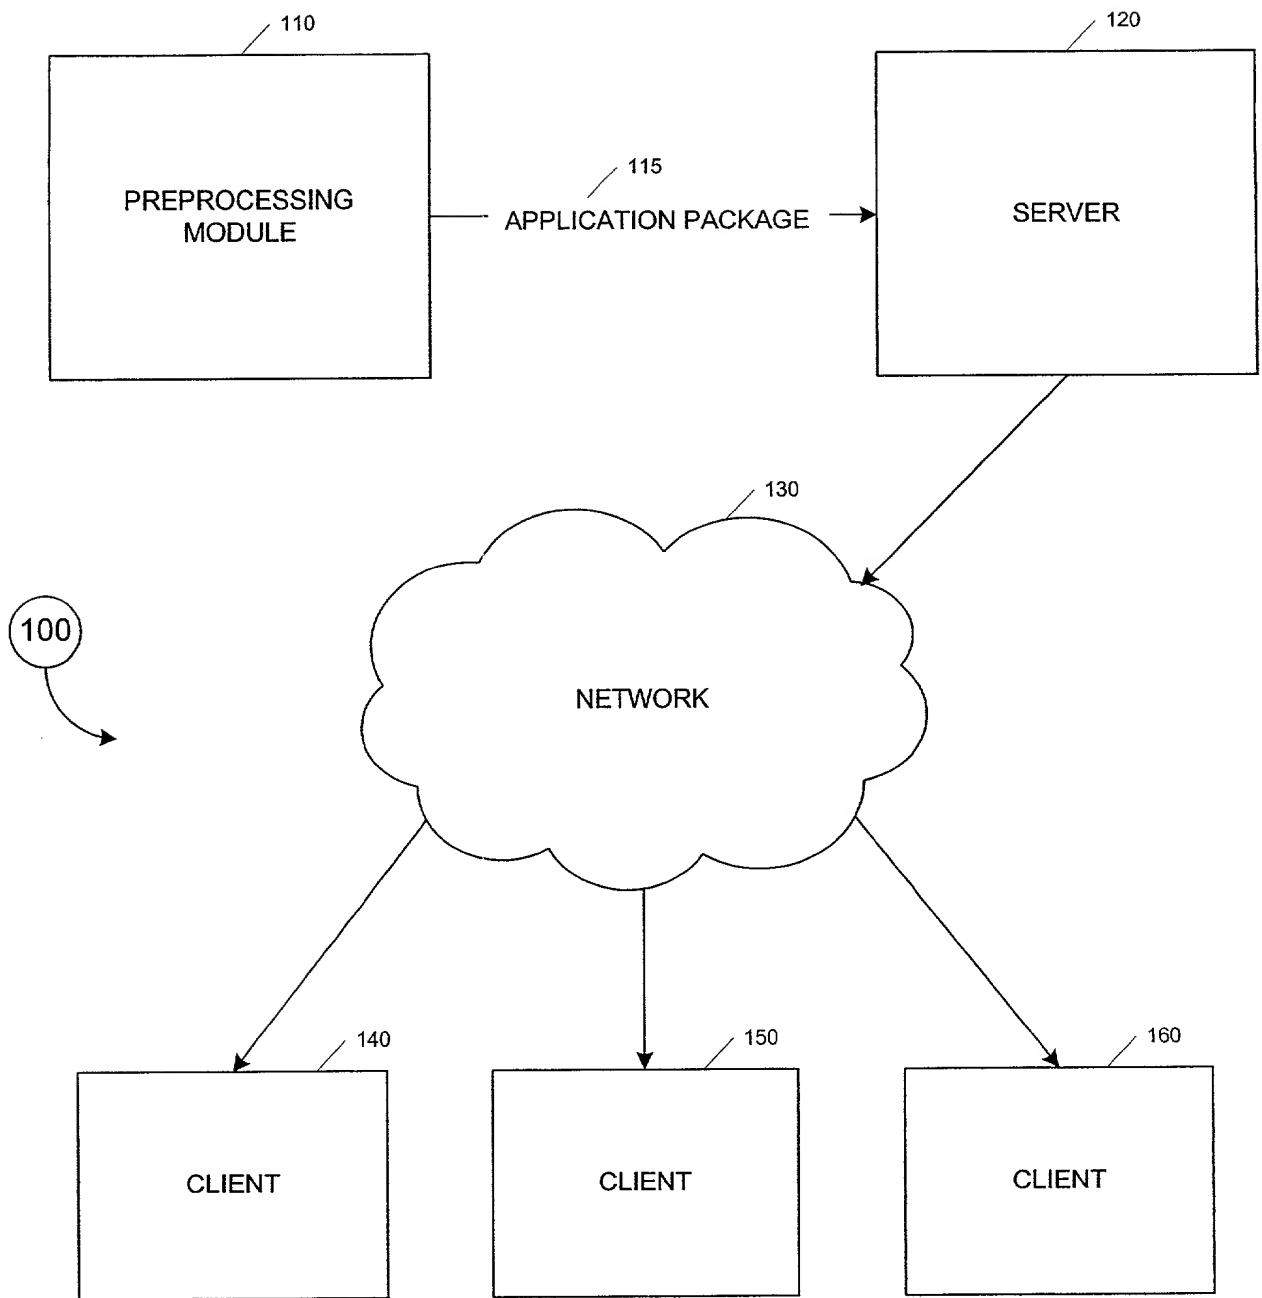 110
120
PREPROCESSING
MODULE
115
APPLICATION PACKAGE
SERVER
130
100
NETWORK
140
150
160
CLIENT
CLIENT
CLIENT